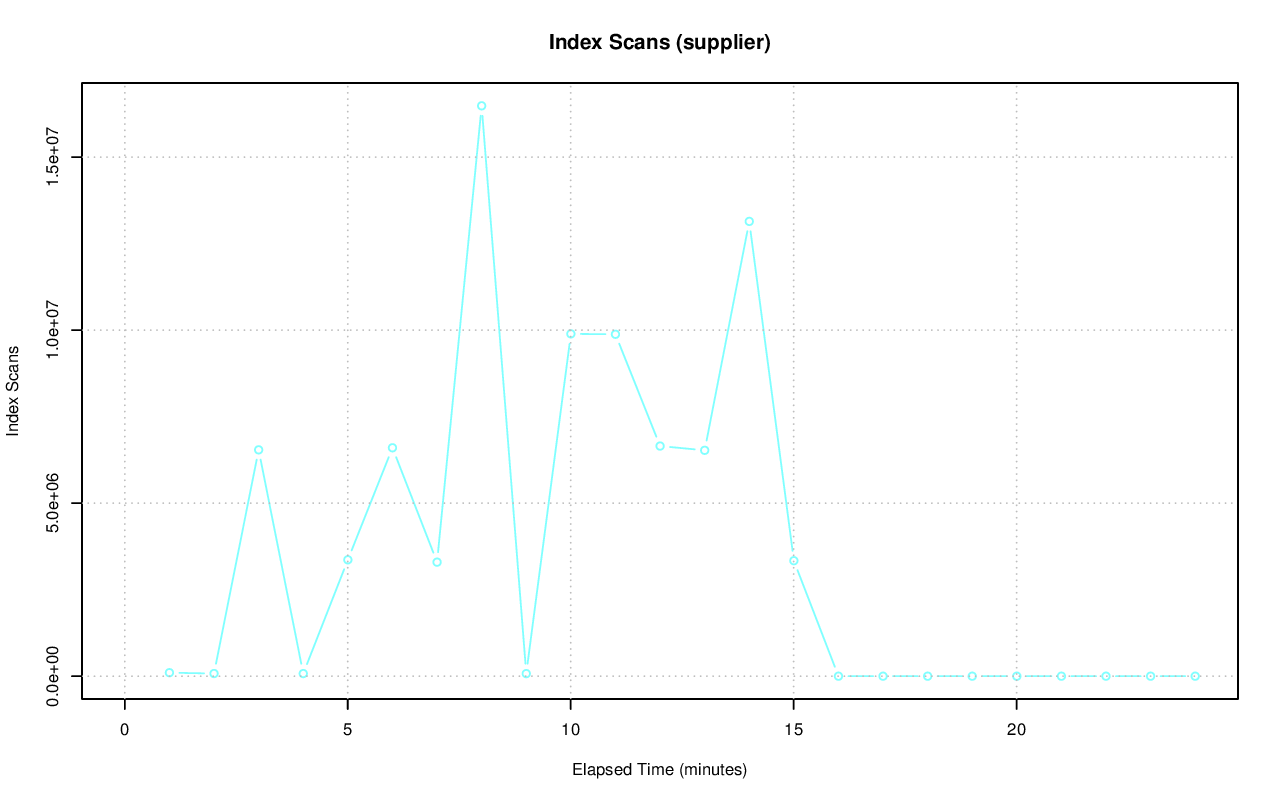 Index Scans (supplier)
1.5e+07
1.0e+07
5.0e+06
0.0e+00
Index Scans
0 5 10 15 20
Elapsed Time (minutes)